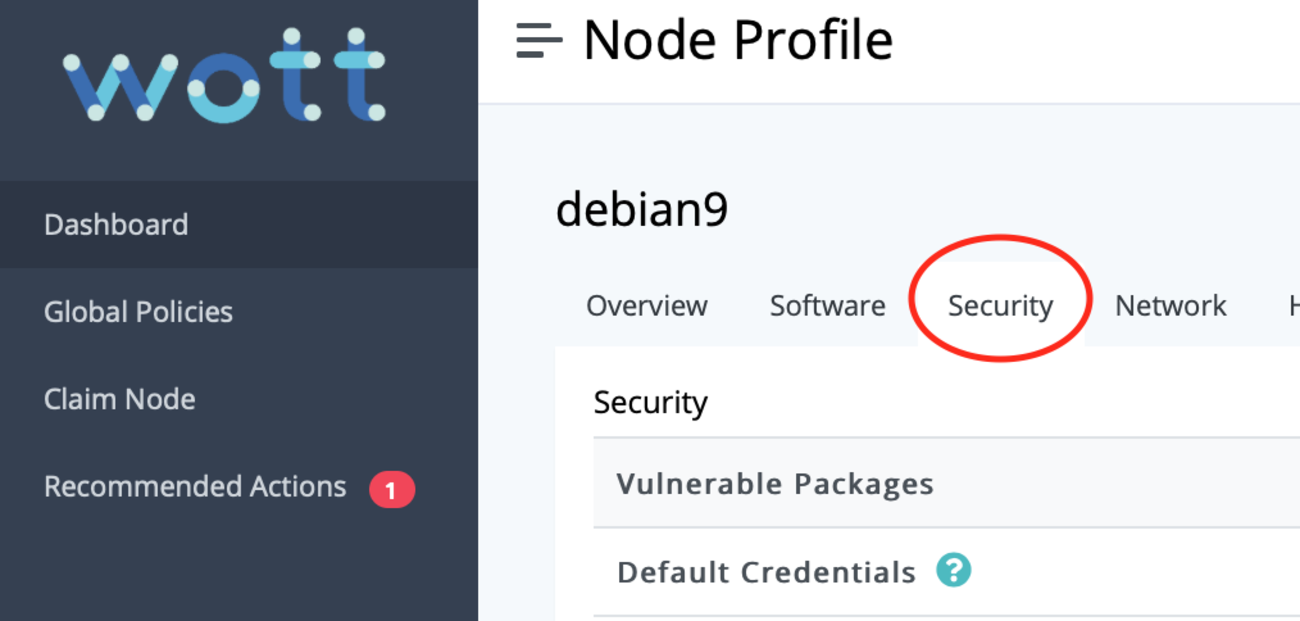 wott
Node Profile
Dashboard
Global Policies
Claim Node
Recommended Actions 1
debian9
Overview Software Security Network
Security
Vulnerable Packages
Default Credentials ?